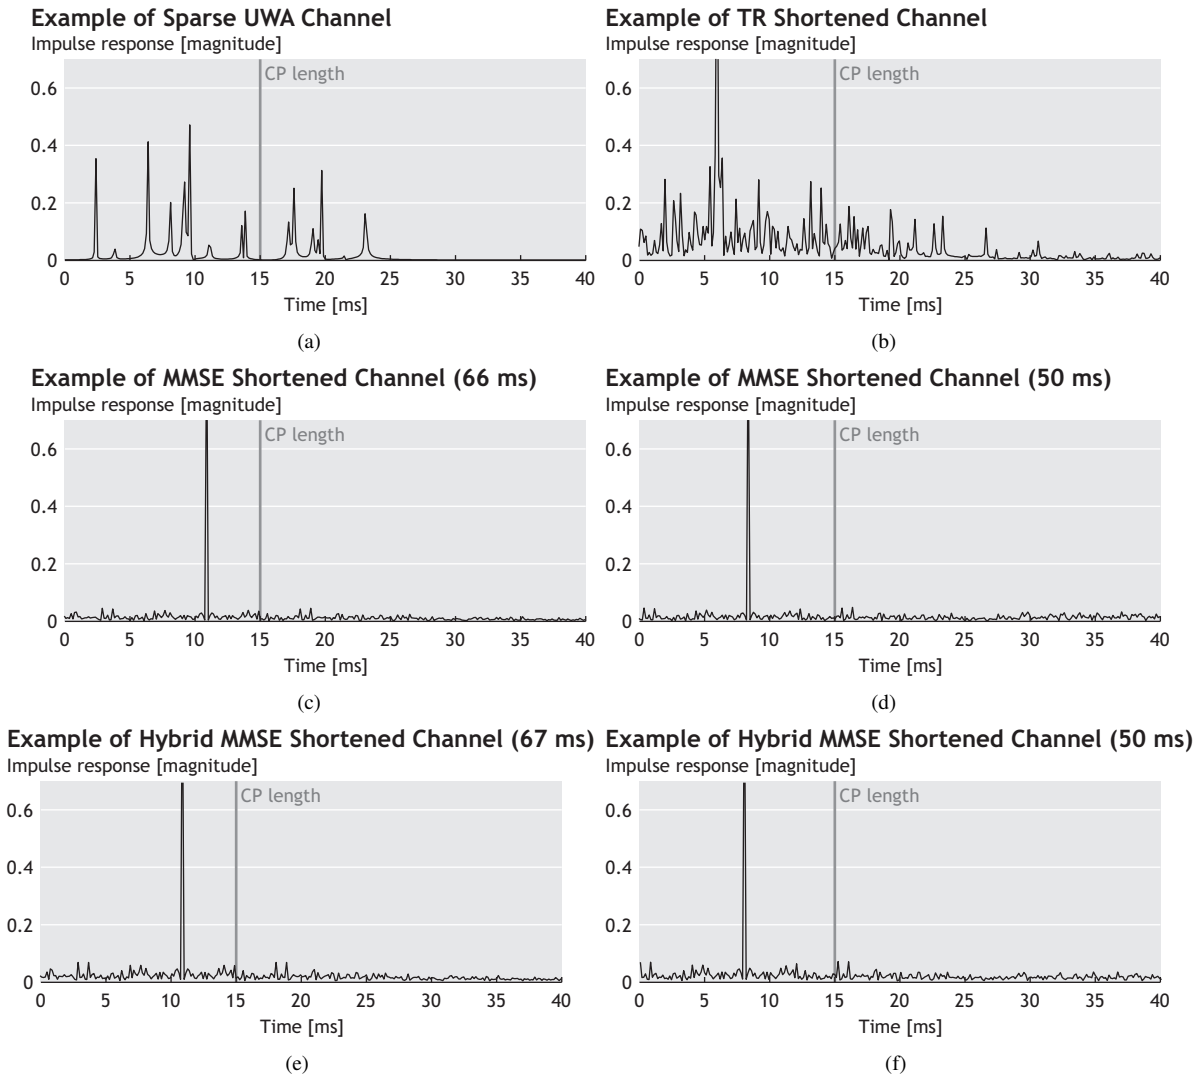 Example of Sparse UWA Channel
Impulse response [magnitude]
CP length
0.6
0.4
0.2
0
0 5 10 15 20 25 30 35 40
Time [ms]
(a)
Example of TR Shortened Channel
Impulse response [magnitude]
CP length
0.6
0.4
0.2
0
0 5 10 15 20 25 30 35 40
Time [ms]
(b)
Example of MMSE Shortened Channel (66 ms)
Impulse response [magnitude]
CP length
0.6
0.4
0.2
0
0 5 10 15 20 25 30 35 40
Time [ms]
(c)
Example of MMSE Shortened Channel (50 ms)
Impulse response [magnitude]
CP length
0.6
0.4
0.2
0
0 5 10 15 20 25 30 35 40
Time [ms]
(d)
Example of Hybrid MMSE Shortened Channel (67 ms)
Impulse response [magnitude]
CP length
0.6
0.4
0.2
0
0 5 10 15 20 25 30 35 40
Time [ms]
(e)
Example of Hybrid MMSE Shortened Channel (50 ms)
Impulse response [magnitude]
CP length
0.6
0.4
0.2
0
0 5 10 15 20 25 30 35 40
Time [ms]
(f)